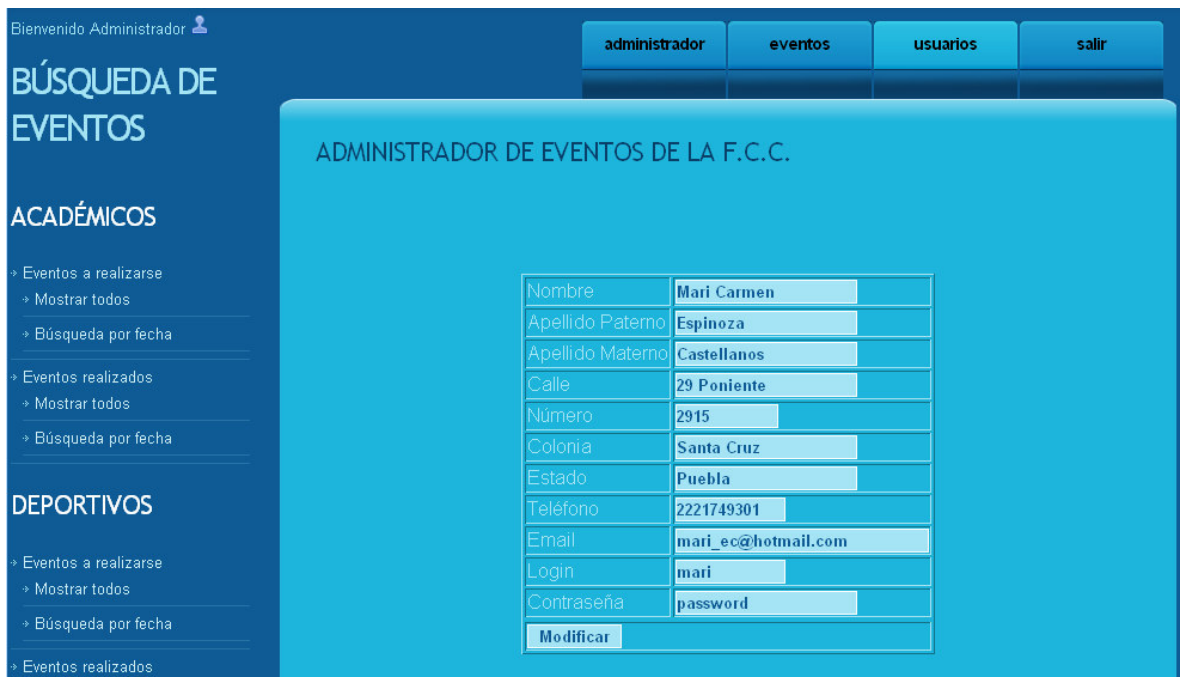 Bienvenido Administrador
administrador eventos usuarios salir
BÚSQUEDA DE
EVENTOS
ACADÉMICOS
Eventos a realizarse
Mostrar todos
Búsqueda por fecha
Eventos realizados
Mostrar todos
Búsqueda por fecha
DEPORTIVOS
Eventos a realizarse
Mostrar todos
Búsqueda por fecha
Eventos realizados
ADMINISTRADOR DE EVENTOS DE LA F.C.C.
Nombre Mari Carmen
Apellido Paterno Espinoza
Apellido Materno Castellanos
Calle 29 Poniente
Número 2915
Colonia Santa Cruz
Estado Puebla
Teléfono 2221749301
Email mari_ec@hotmail.com
Login mari
Contraseña password
Modificar